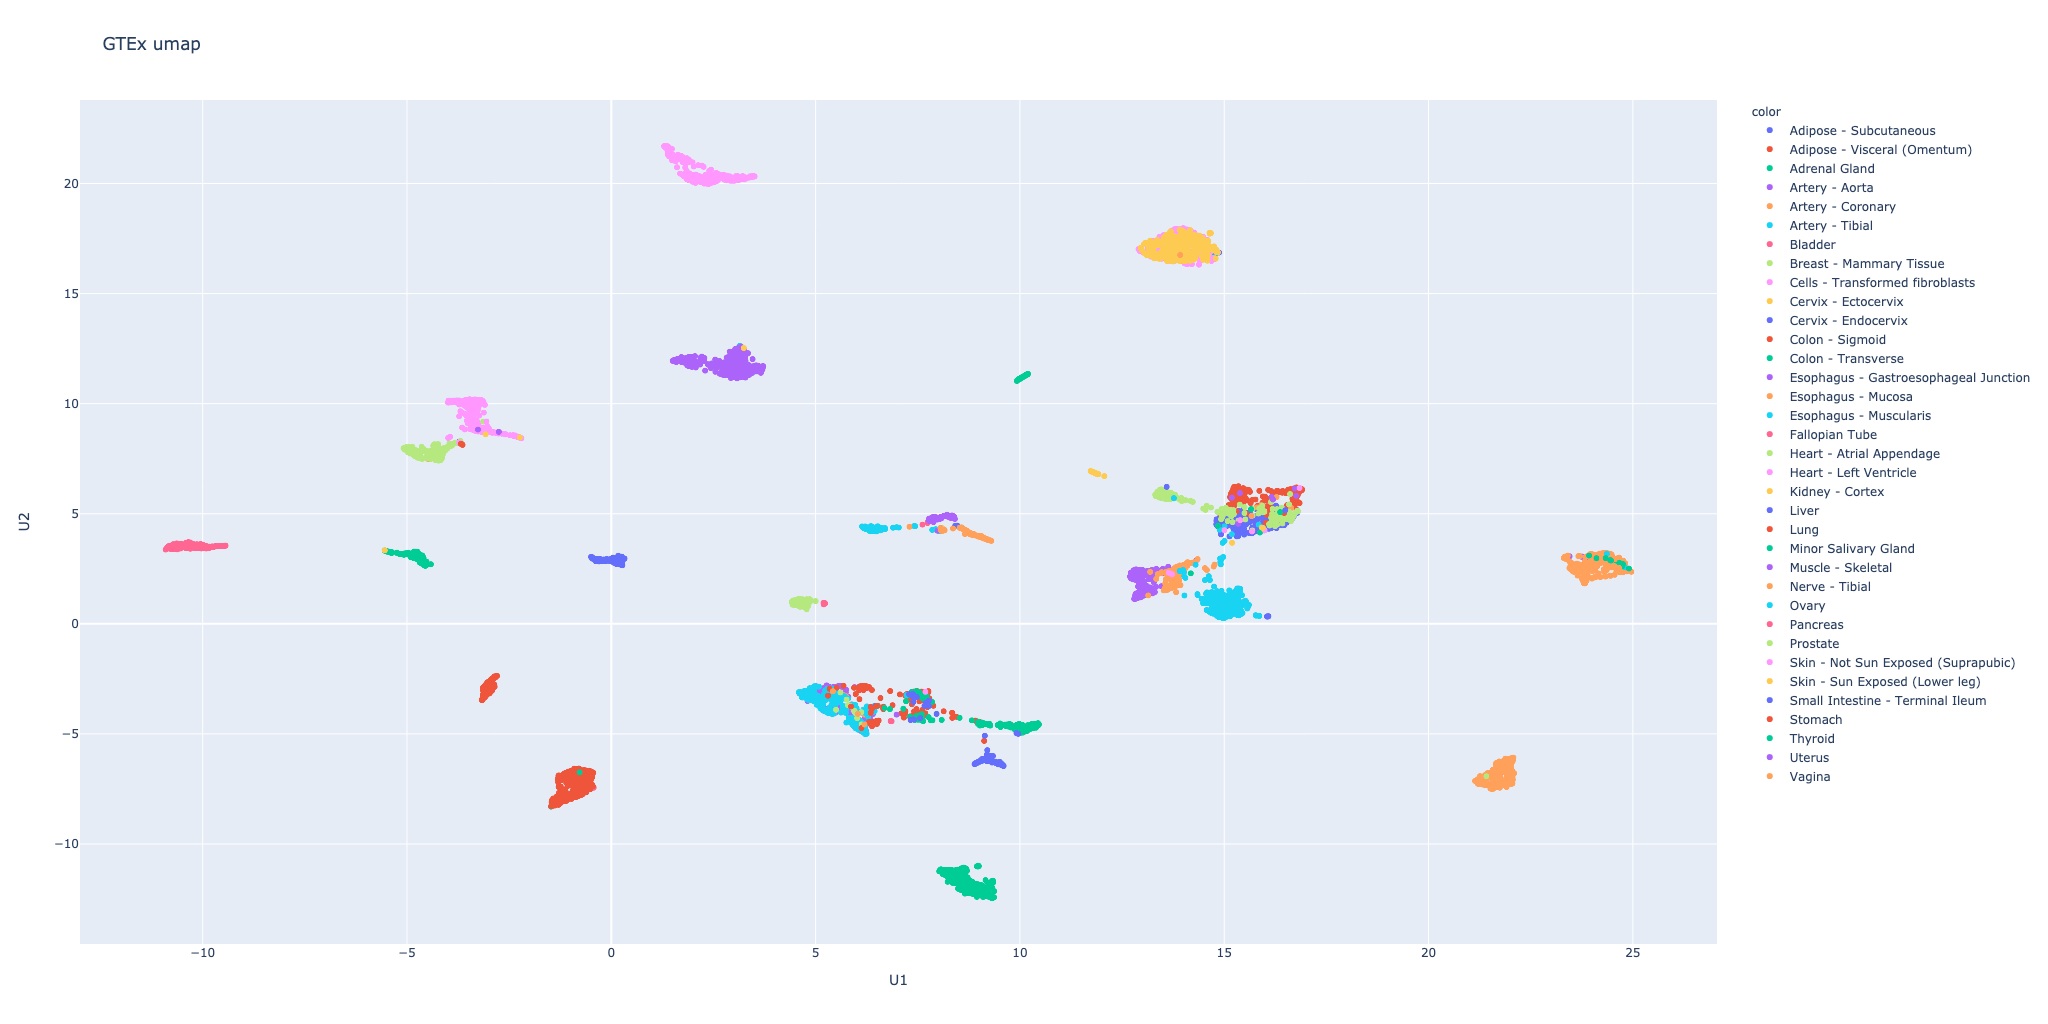 GTEx umap
U2
20
15
10
5
0
−5
−10
−10
−5
0
5
10
15
20
25
U1
color
Adipose - Subcutaneous
Adipose - Visceral (Omentum)
Adrenal Gland
Artery - Aorta
Artery - Coronary
Artery - Tibial
Bladder
Breast - Mammary Tissue
Cells - Transformed fibroblasts
Cervix - Ectocervix
Cervix - Endocervix
Colon - Sigmoid
Colon - Transverse
Esophagus - Gastroesophageal Junction
Esophagus - Mucosa
Esophagus - Muscularis
Fallopian Tube
Heart - Atrial Appendage
Heart - Left Ventricle
Kidney - Cortex
Liver
Lung
Minor Salivary Gland
Muscle - Skeletal
Nerve - Tibial
Ovary
Pancreas
Prostate
Skin - Not Sun Exposed (Suprapubic)
Skin - Sun Exposed (Lower leg)
Small Intestine - Terminal Ileum
Stomach
Thyroid
Uterus
Vagina